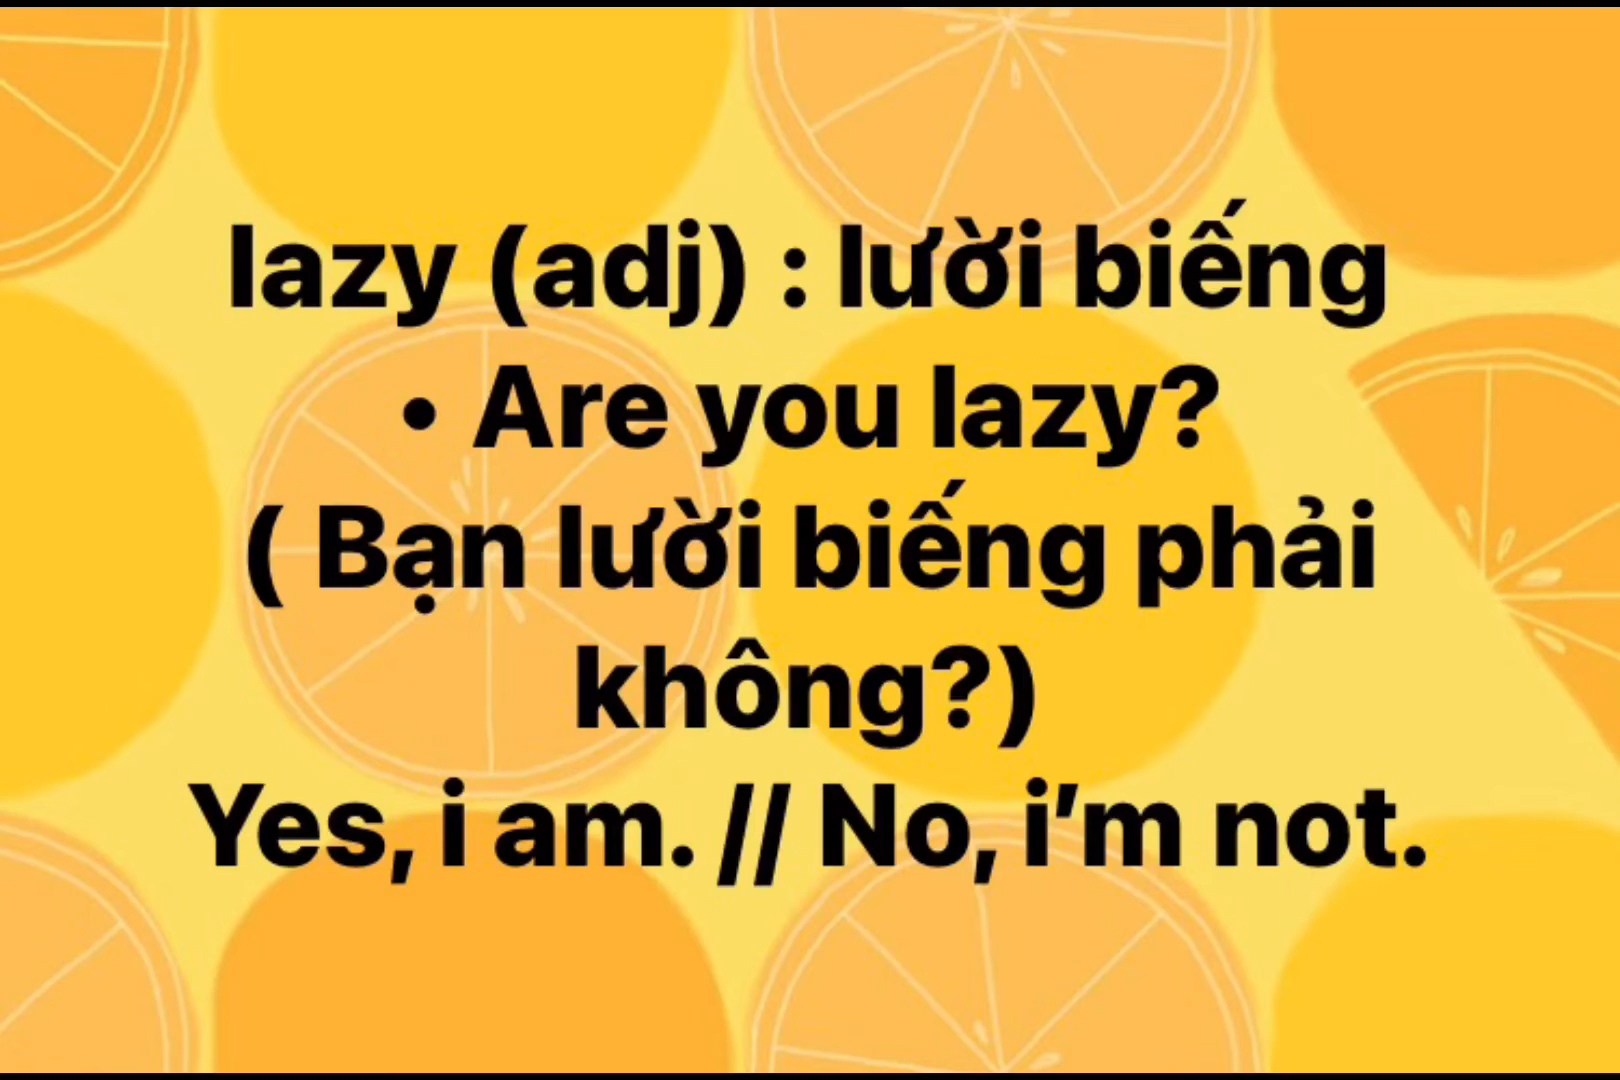 lazy (adj) : lười biếng
• Are you lazy?
( Bạn lười biếng phải
không?)
Yes, i am. // No, i’m not.